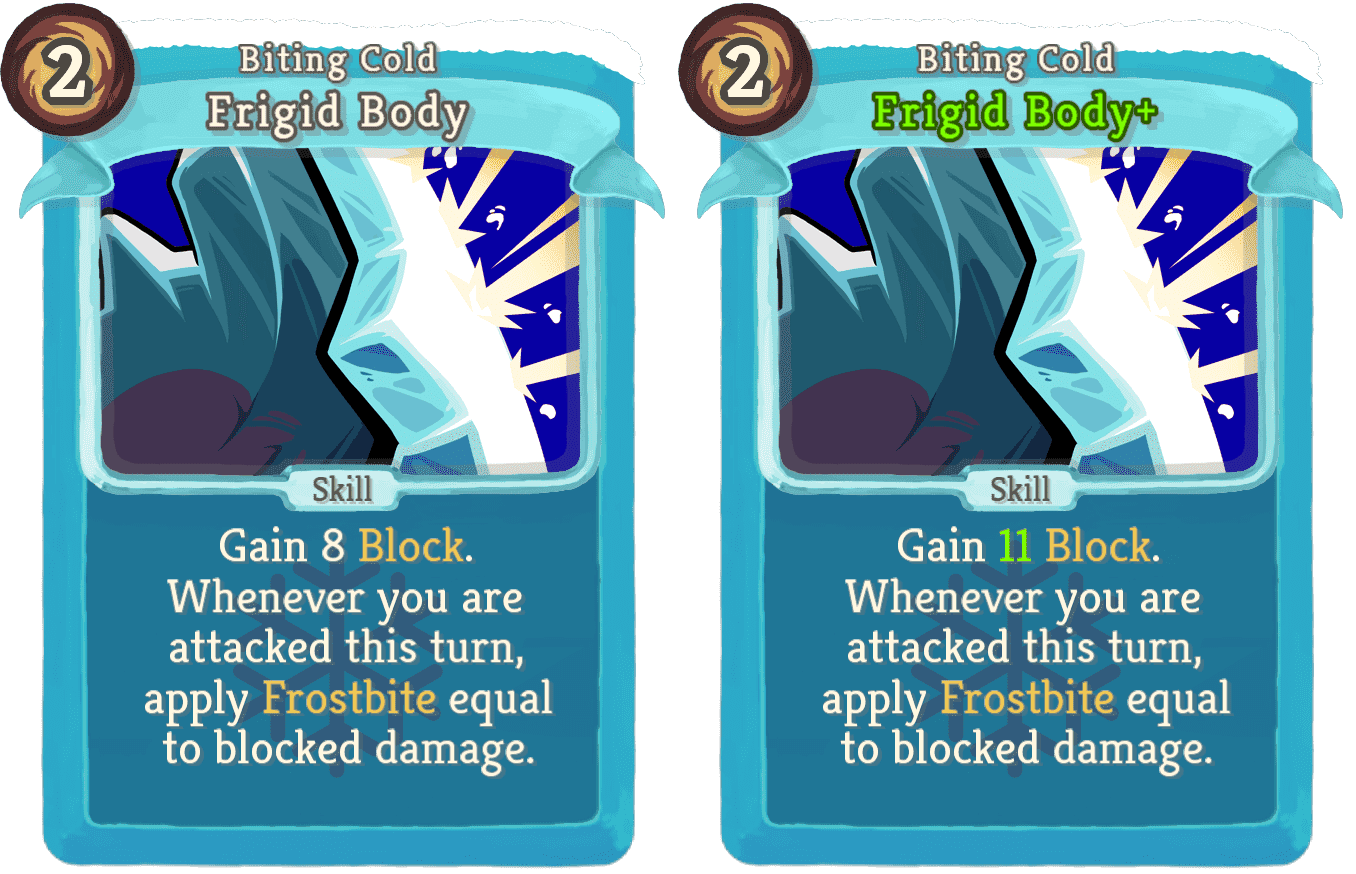 2
Biting Cold
Frigid Body
Skill
Gain 8 Block.
Whenever you are
attacked this turn,
apply Frostbite equal
to blocked damage.
2
Biting Cold
Frigid Body+
Skill
Gain 11 Block.
Whenever you are
attacked this turn,
apply Frostbite equal
to blocked damage.